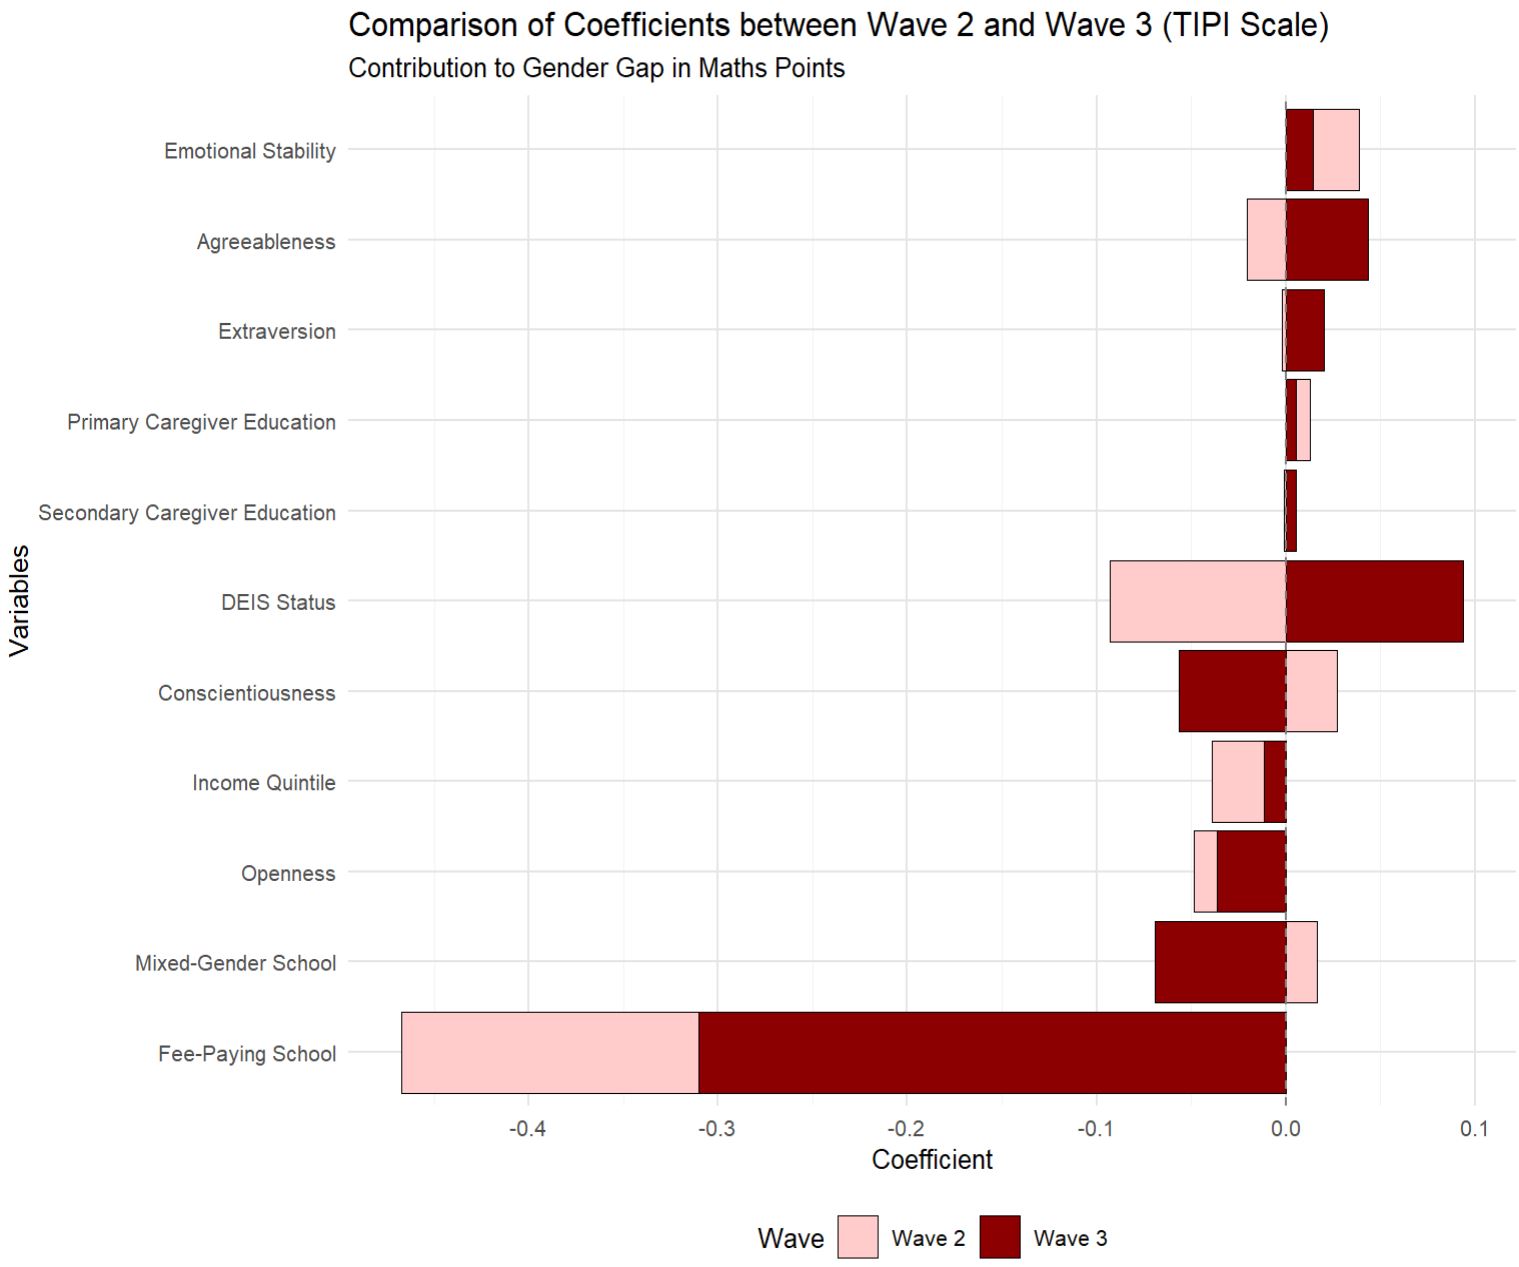 Comparison of Coefficients between Wave 2 and Wave 3 (TIPI Scale)
Contribution to Gender Gap in Maths Points
Variables
Emotional Stability
Agreeableness
Extraversion
Primary Caregiver Education
Secondary Caregiver Education
DEIS Status
Conscientiousness
Income Quintile
Openness
Mixed-Gender School
Fee-Paying School
-0.4 -0.3 -0.2 -0.1 0.0 0.1
Coefficient
Wave Wave 2 Wave 3